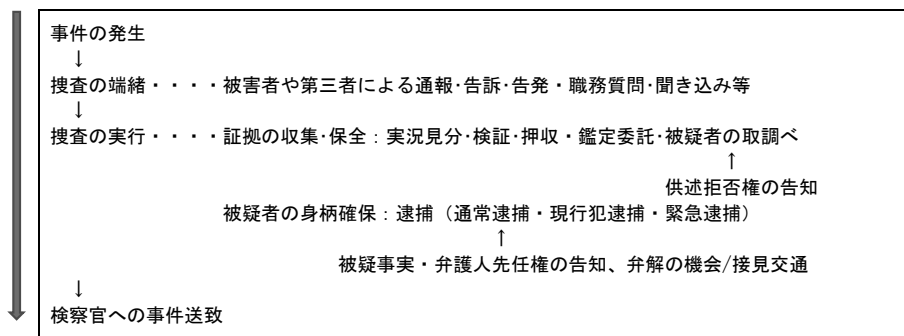 事件の発生
↓
捜査の端緒・・・・被害者や第三者による通報・告訴・告発・職務質問・聞き込み等
↓
捜査の実行・・・・証拠の収集・保全：実況見分・検証・押収・鑑定委託・被疑者の取調べ
↑
供述拒否権の告知
被疑者の身柄確保：逮捕（通常逮捕・現行犯逮捕・緊急逮捕）
↑
被疑事実・弁護人先任権の告知、弁解の機会/接見交通
↓
検察官への事件送致